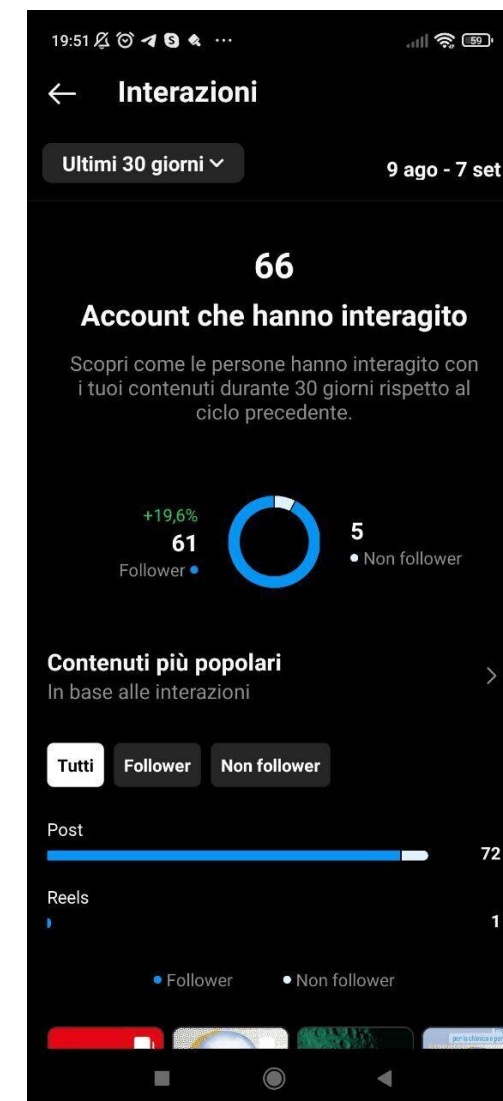 19:51
59
Interazioni
Ultimi 30 giorni
9 ago - 7 set
66
Account che hanno interagito
Scopri come le persone hanno interagito con
i tuoi contenuti durante 30 giorni rispetto al
ciclo precedente.
+19,6%
61
Follower
5
Non follower
Contenuti più popolari
In base alle interazioni
Tutti Follower Non follower
Post
72
Reels
1
Follower Non follower